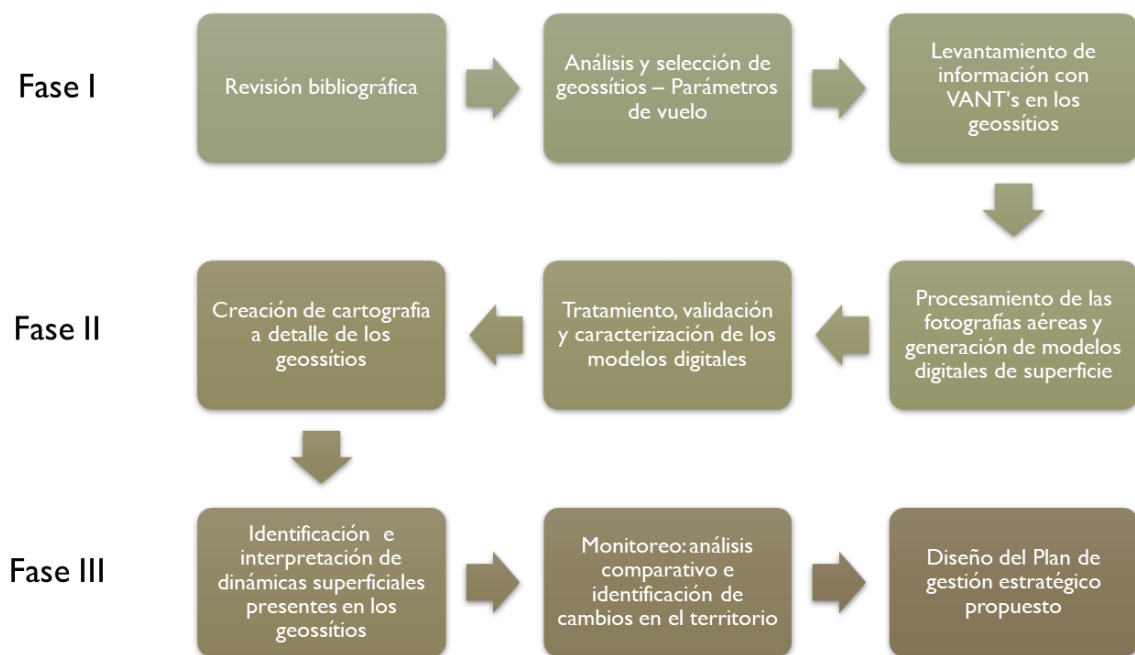 Fase I
Revisión bibliográfica
Análisis y selección de
geossítios – Parámetros
de vuelo
Levantamiento de
información con
VANT's en los
geossítios
Fase II
Creación de cartografia
a detalle de los
geossítios
Tratamiento, validación
y caracterización de los
modelos digitales
Procesamiento de las
fotografías aéreas y
generación de modelos
digitales de superficie
Fase III
Identificación e
interpretación de
dinámicas superficiales
presentes en los
geossítios
Monitoreo: análisis
comparativo e
identificación de
cambios en el territorio
Diseño del Plan de
gestión estratégico
propuesto